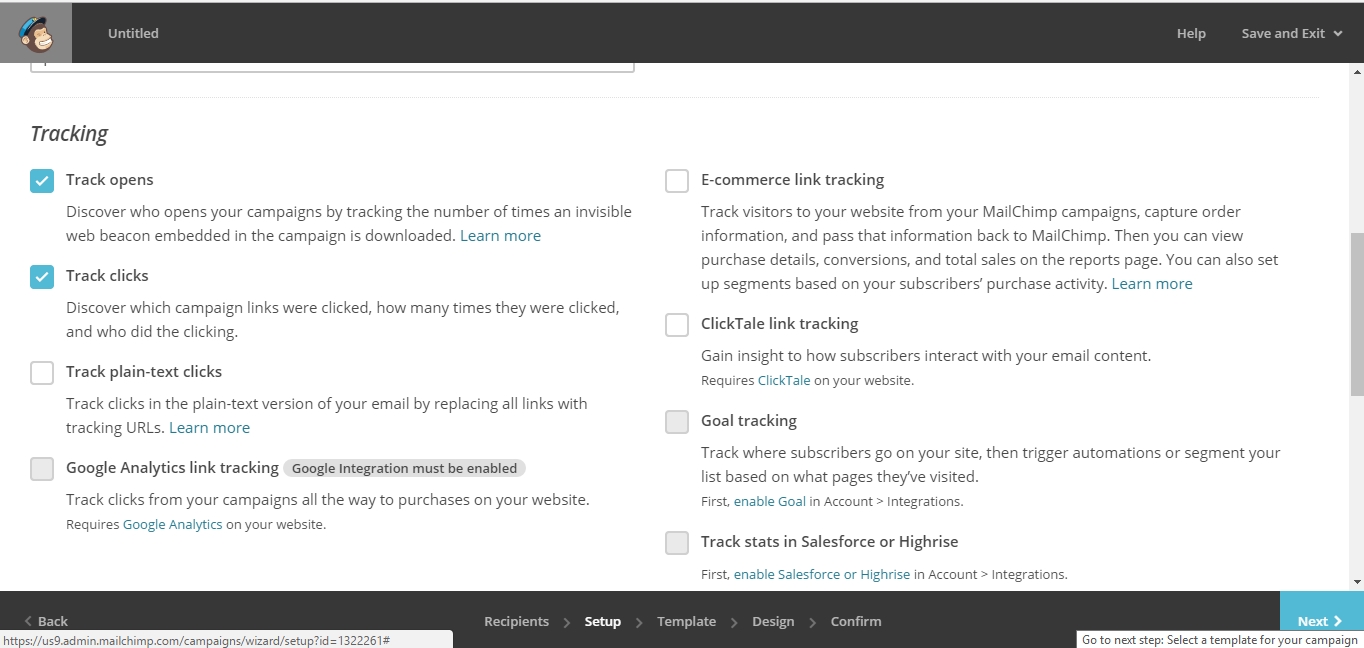 Untitled
Help
Save and Exit
Tracking
Track opens
Discover who opens your campaigns by tracking the number of times an invisible
web beacon embedded in the campaign is downloaded. Learn more
Track clicks
Discover which campaign links were clicked, how many times they were clicked,
and who did the clicking.
Track plain-text clicks
Track clicks in the plain-text version of your email by replacing all links with
tracking URLs. Learn more
Google Analytics link tracking Google Integration must be enabled
Track clicks from your campaigns all the way to purchases on your website.
Requires Google Analytics on your website.
E-commerce link tracking
Track visitors to your website from your MailChimp campaigns, capture order
information, and pass that information back to MailChimp. Then you can view
purchase details, conversions, and total sales on the reports page. You can also set
up segments based on your subscribers’ purchase activity. Learn more
ClickTale link tracking
Gain insight to how subscribers interact with your email content.
Requires ClickTale on your website.
Goal tracking
Track where subscribers go on your site, then trigger automations or segment your
list based on what pages they’ve visited.
First, enable Goal in Account > Integrations.
Track stats in Salesforce or Highrise
First, enable Salesforce or Highrise in Account > Integrations.
Back
Recipients > Setup > Template > Design > Confirm
Next
https://us9.admin.mailchimp.com/campaigns/wizard/setup?id=1322261#
Go to next step: Select a template for your campaign